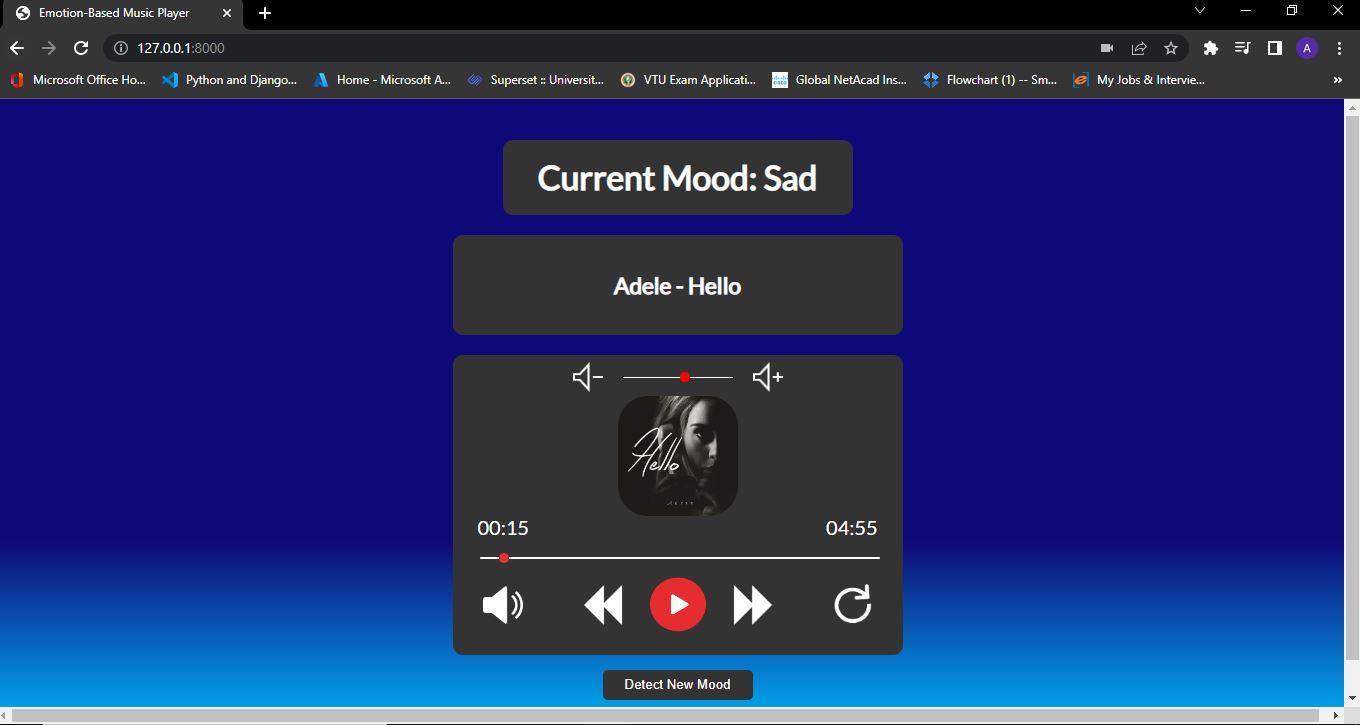 Emotion-Based Music Player
127.0.0.1:8000
A
Microsoft Office Ho... Python and Django... Home - Microsoft A... Superset :: Universit... VTU Exam Applicati... Global NetAcad Ins... Flowchart (1) -- Sm... My Jobs & Intervie...
Current Mood: Sad
Adele - Hello
Hello
00:15 04:55
Detect New Mood